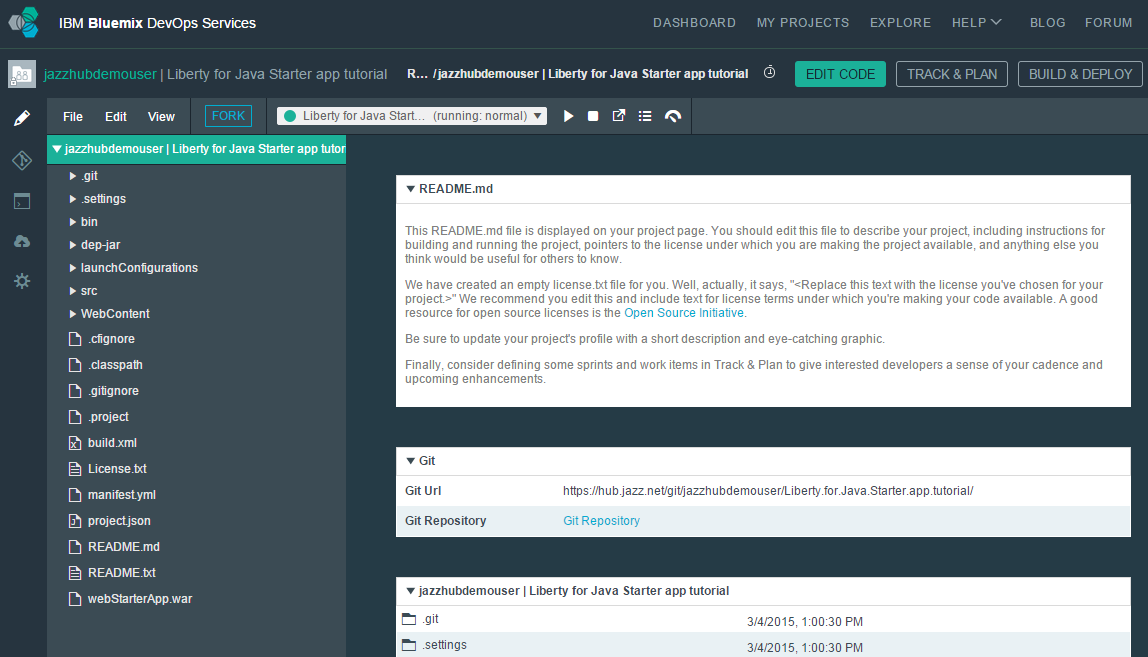 IBM Bluemix DevOps Services
DASHBOARD MY PROJECTS EXPLORE HELP BLOG FORUM
jazzhubdemouser | Liberty for Java Starter app tutorial
R... /jazzhubdemouser | Liberty for Java Starter app tutorial
EDIT CODE TRACK & PLAN BUILD & DEPLOY
File Edit View FORK Liberty for Java Start... (running: normal)
jazzhubdemouser | Liberty for Java Starter app tutor
.git
.settings
bin
dep-jar
launchConfigurations
src
WebContent
.cfignore
.classpath
.gitignore
.project
build.xml
License.txt
manifest.yml
project.json
README.md
README.txt
webStarterApp.war
README.md
This README.md file is displayed on your project page. You should edit this file to describe your project, including instructions for
building and running the project, pointers to the license under which you are making the project available, and anything else you
think would be useful for others to know.
We have created an empty license.txt file for you. Well, actually, it says, "<Replace this text with the license you've chosen for your
project.>" We recommend you edit this and include text for license terms under which you're making your code available. A good
resource for open source licenses is the Open Source Initiative.
Be sure to update your project's profile with a short description and eye-catching graphic.
Finally, consider defining some sprints and work items in Track & Plan to give interested developers a sense of your cadence and
upcoming enhancements.
Git
Git Url https://hub.jazz.net/git/jazzhubdemouser/Liberty.for.Java.Starter.app.tutorial/
Git Repository Git Repository
jazzhubdemouser | Liberty for Java Starter app tutorial
.git 3/4/2015, 1:00:30 PM
.settings 3/4/2015, 1:00:30 PM